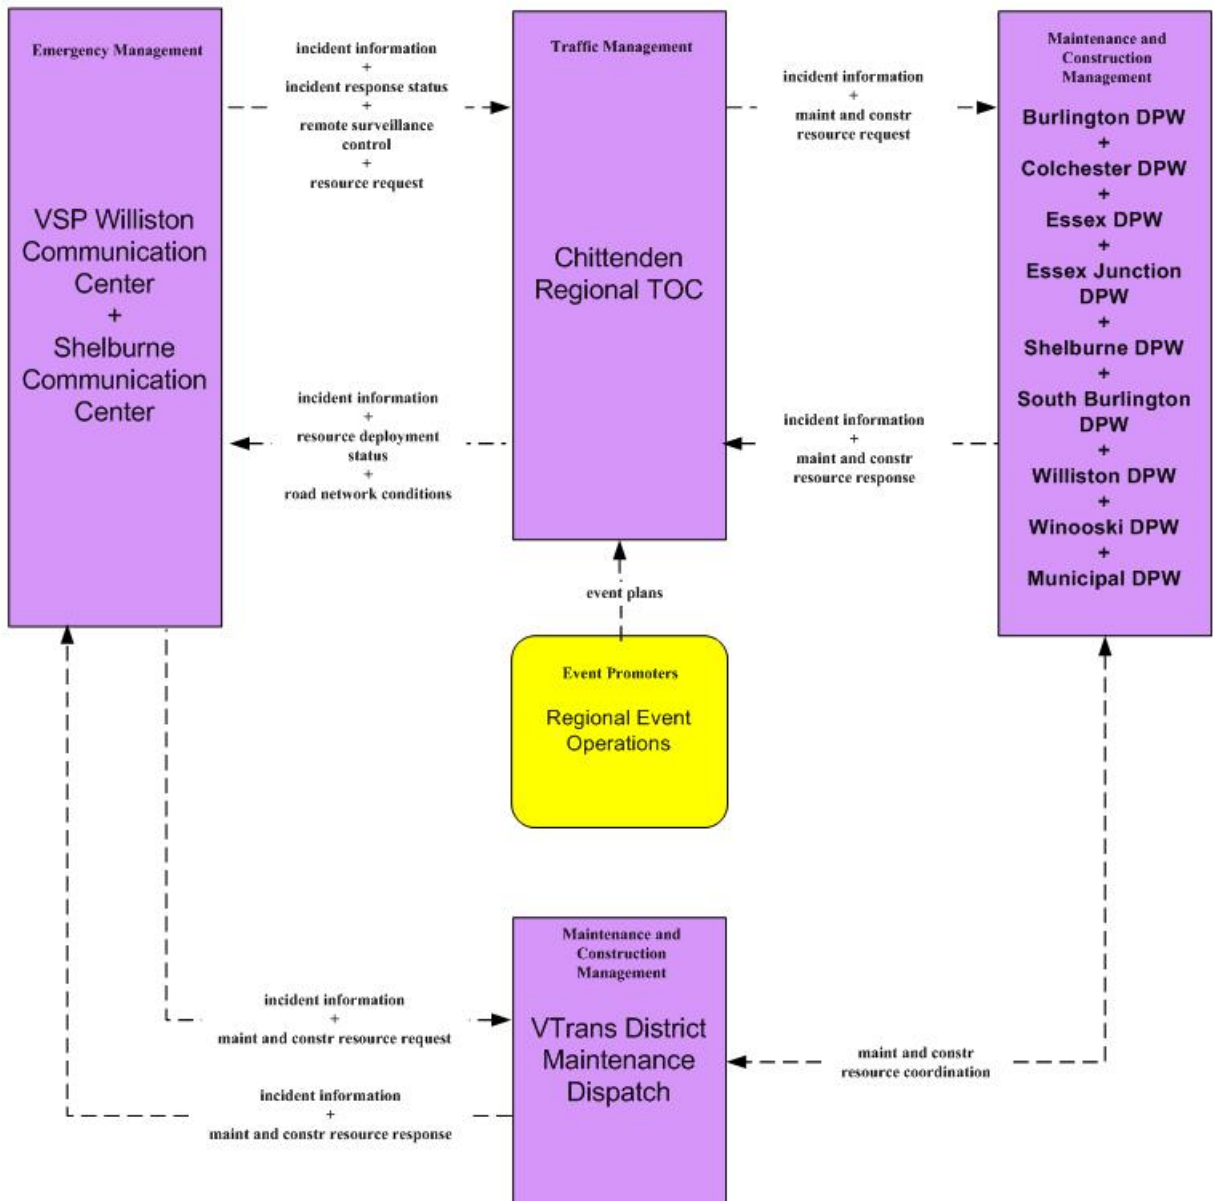 Emergency Management
VSP Williston
Communication
Center
+
Shelburne
Communication
Center
incident information
+
incident response status
+
remote surveillance
control
+
resource request
incident information
+
resource deployment
status
+
road network conditions
Traffic Management
Chittenden
Regional TOC
incident information
+
maint and constr
resource request
incident information
+
maint and constr
resource response
Maintenance and
Construction
Management
Burlington DPW
+
Colchester DPW
+
Essex DPW
+
Essex Junction
DPW
+
Shelburne DPW
+
South Burlington
DPW
+
Williston DPW
+
Winooski DPW
+
Municipal DPW
event plans
Event Promoters
Regional Event
Operations
incident information
+
maint and constr resource request
incident information
+
maint and constr resource response
Maintenance and
Construction
Management
VTrans District
Maintenance
Dispatch
maint and constr
resource coordination